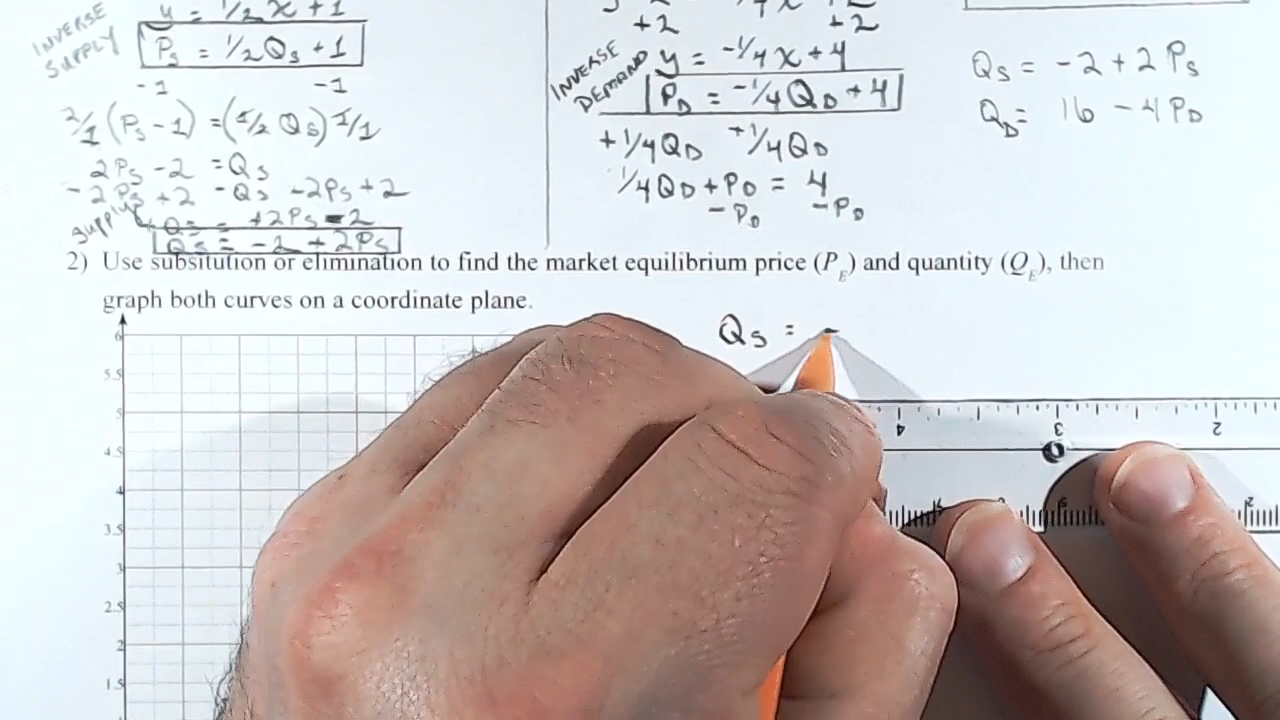 y = 1/2 x + 1
INVERSE SUPPLY
Ps = 1/2 Qs + 1
-1 -1
2/1 (Ps - 1) = (1/2 Qs) 2/1
2Ps - 2 = Qs
-2Ps + 2 -Qs -2Ps + 2
supply
Qs = -2 + 2Ps
+2 +2
INVERSE DEMAND
y = -1/4 x + 4
PD = -1/4 QD + 4
+1/4 QD +1/4 QD
1/4 QD + PD = 4
-PD -PD
Qs = -2 + 2Ps
QD = 16 - 4PD
2) Use subsitution or elimination to find the market equilibrium price (PE) and quantity (QE), then
graph both curves on a coordinate plane.
Qs = -
6
5.5
5
4.5
4
3.5
3
2.5
2
1.5
4 3 2